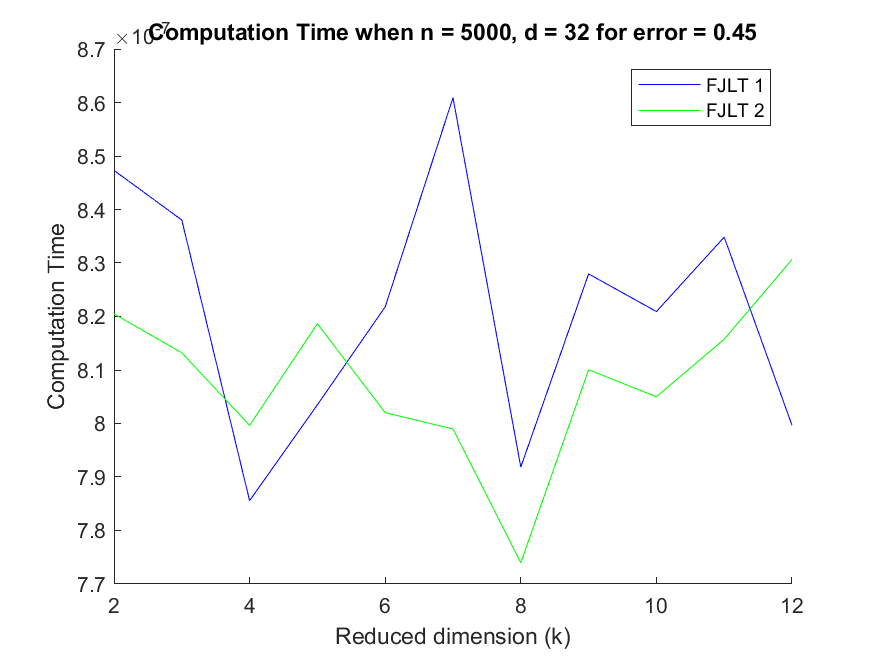 Computation Time when n = 5000, d = 32 for error = 0.45
×10⁻⁷
8.7
8.6
8.5
8.4
8.3
8.2
8.1
8
7.9
7.8
7.7
Computation Time
FJLT 1
FJLT 2
2 4 6 8 10 12
Reduced dimension (k)